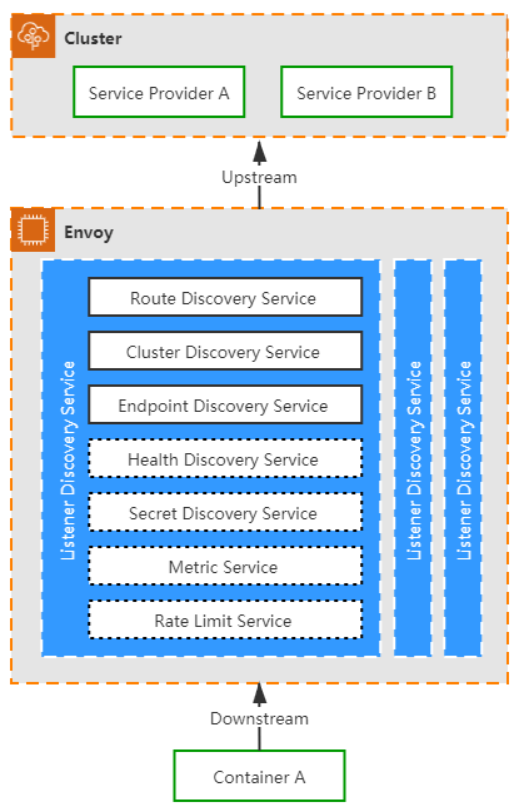 Cluster
Service Provider A
Service Provider B
Upstream
Envoy
Listener Discovery Service
Route Discovery Service
Cluster Discovery Service
Endpoint Discovery Service
Health Discovery Service
Secret Discovery Service
Metric Service
Rate Limit Service
Listener Discovery Service
Listener Discovery Service
Downstream
Container A